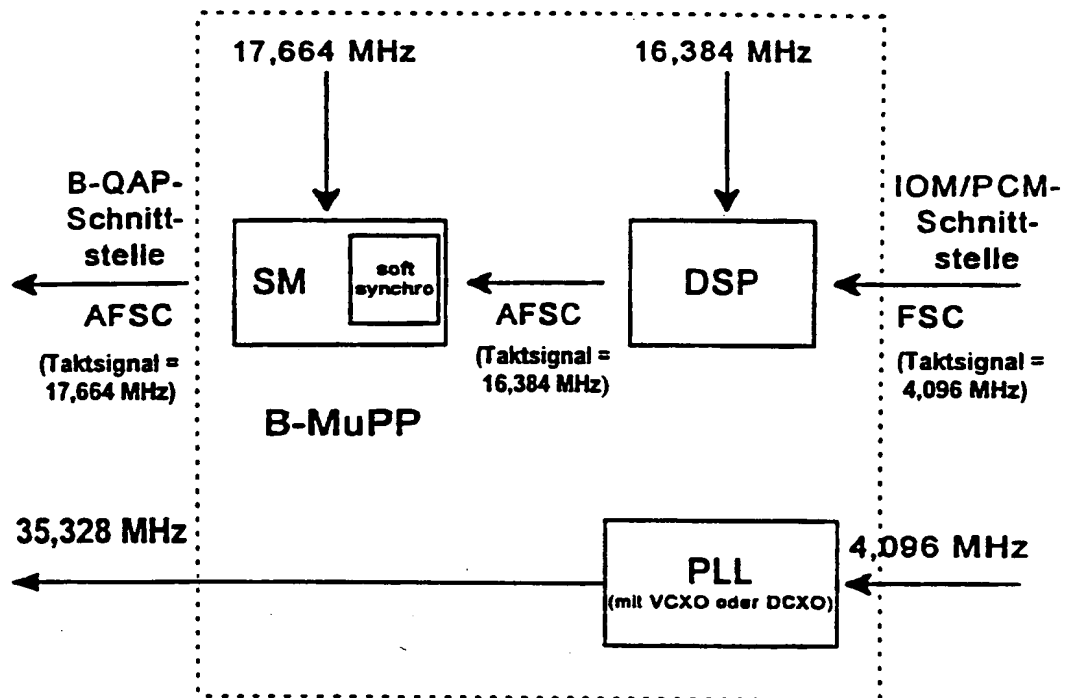 17,664 MHz
16,384 MHz
B-QAP-
Schnitt-
stelle
AFSC
(Taktsignal =
17,664 MHz)
SM
soft
synchro
AFSC
(Taktsignal =
16,384 MHz)
DSP
IOM/PCM-
Schnitt-
stelle
FSC
(Taktsignal =
4,096 MHz)
B-MuPP
35,328 MHz
PLL
(mit VCXO oder DCXO)
4,096 MHz